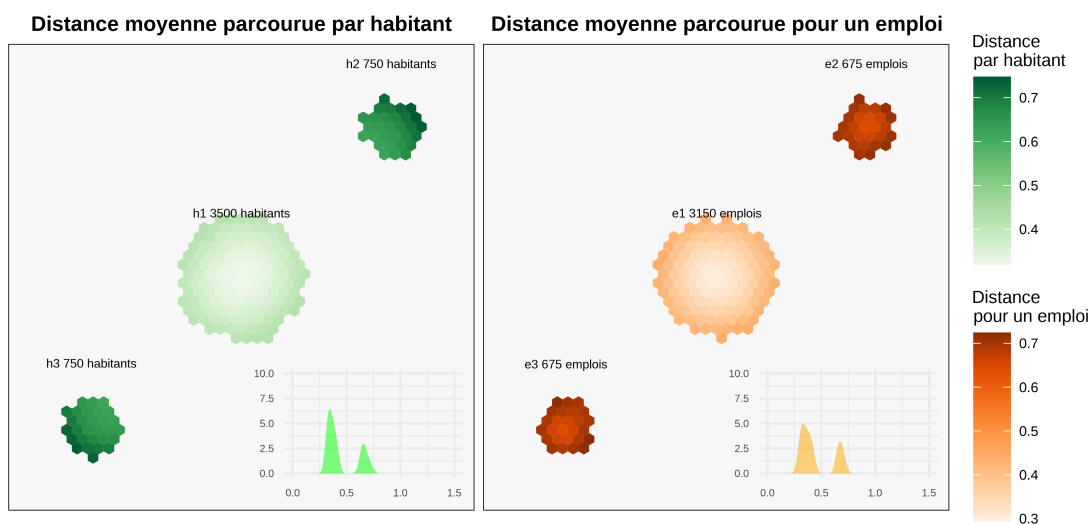 Distance moyenne parcourue par habitant
h2 750 habitants
h1 3500 habitants
h3 750 habitants
10.0
7.5
5.0
2.5
0.0
0.0 0.5 1.0 1.5
Distance moyenne parcourue pour un emploi
e2 675 emplois
e1 3150 emplois
e3 675 emplois
10.0
7.5
5.0
2.5
0.0
0.0 0.5 1.0 1.5
Distance
par habitant
0.7
0.6
0.5
0.4
Distance
pour un emploi
0.7
0.6
0.5
0.4
0.3